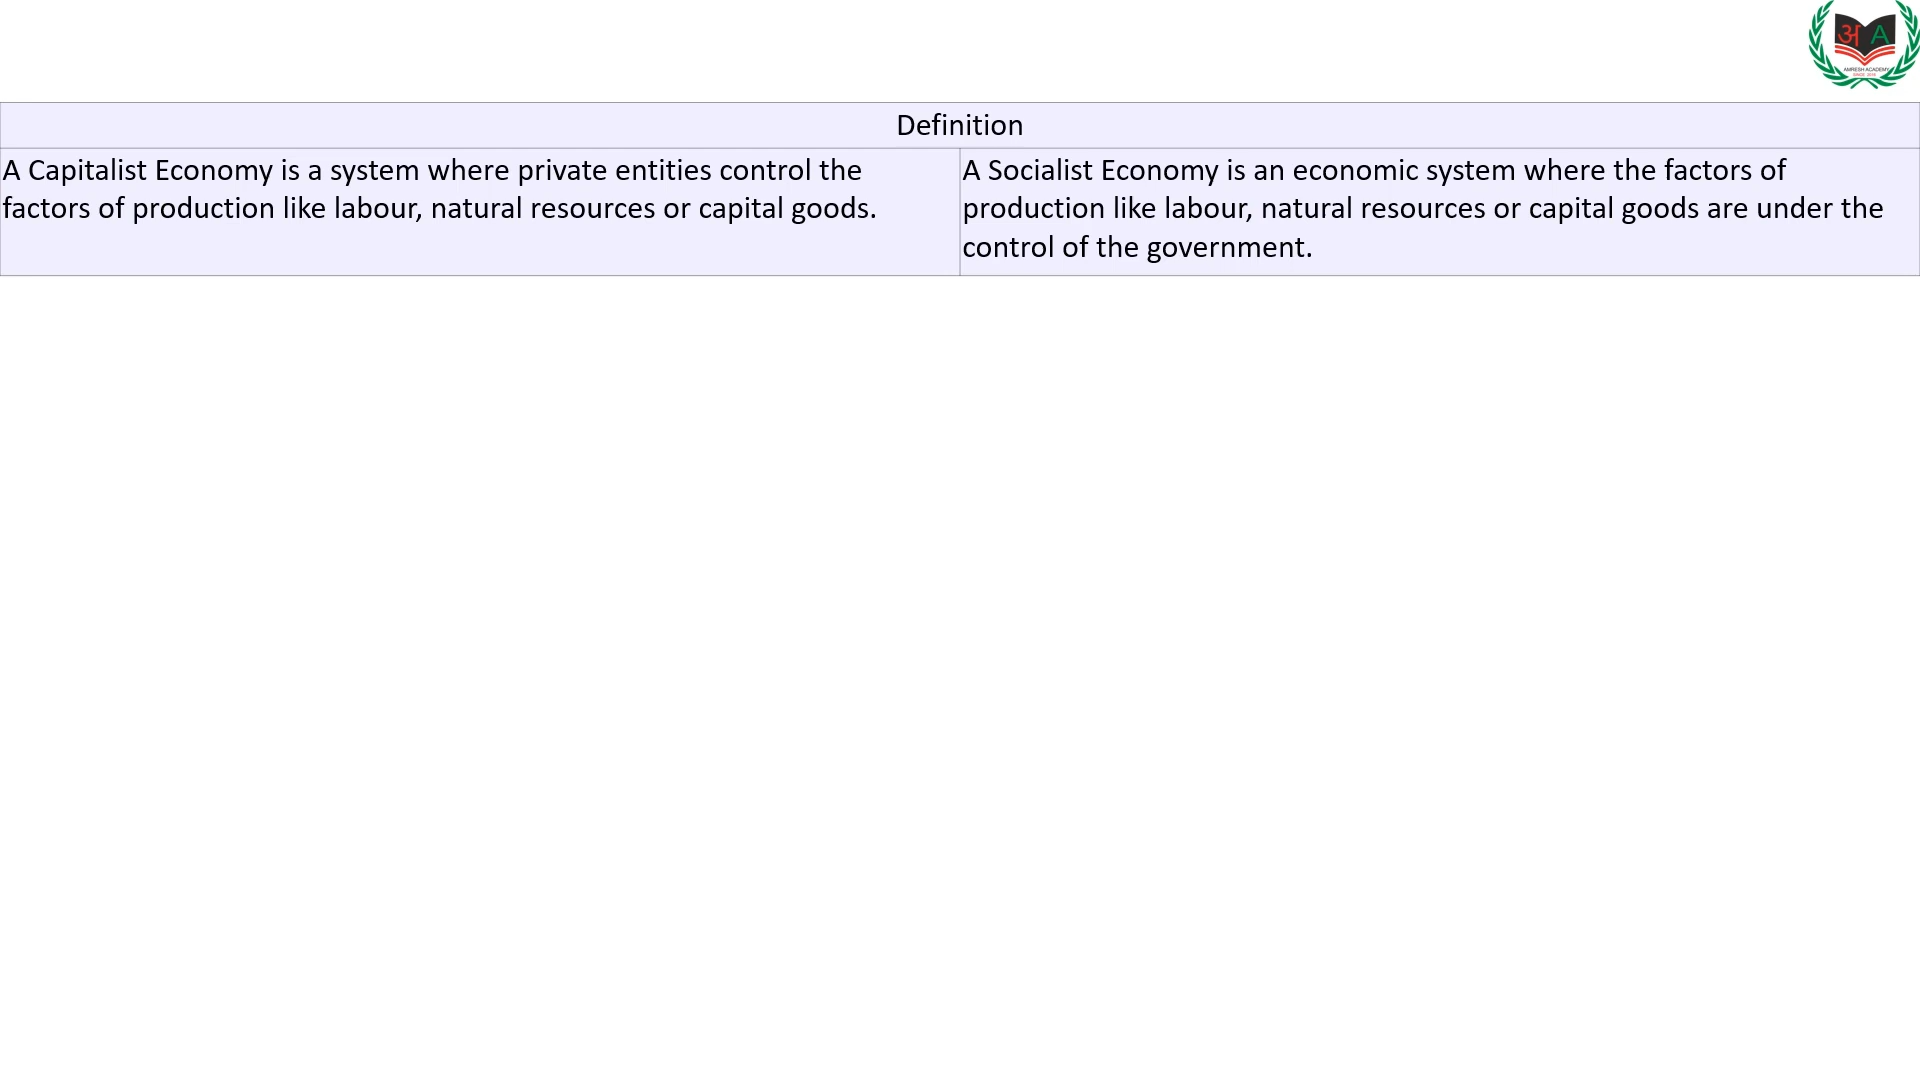 अ A
AMRESH ACADEMY
Definition
A Capitalist Economy is a system where private entities control the
factors of production like labour, natural resources or capital goods.
A Socialist Economy is an economic system where the factors of
production like labour, natural resources or capital goods are under the
control of the government.